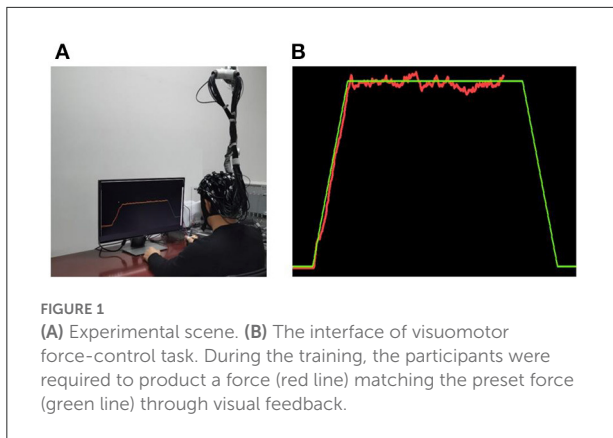 A
B
FIGURE 1
(A) Experimental scene. (B) The interface of visuomotor
force-control task. During the training, the participants were
required to product a force (red line) matching the preset force
(green line) through visual feedback.